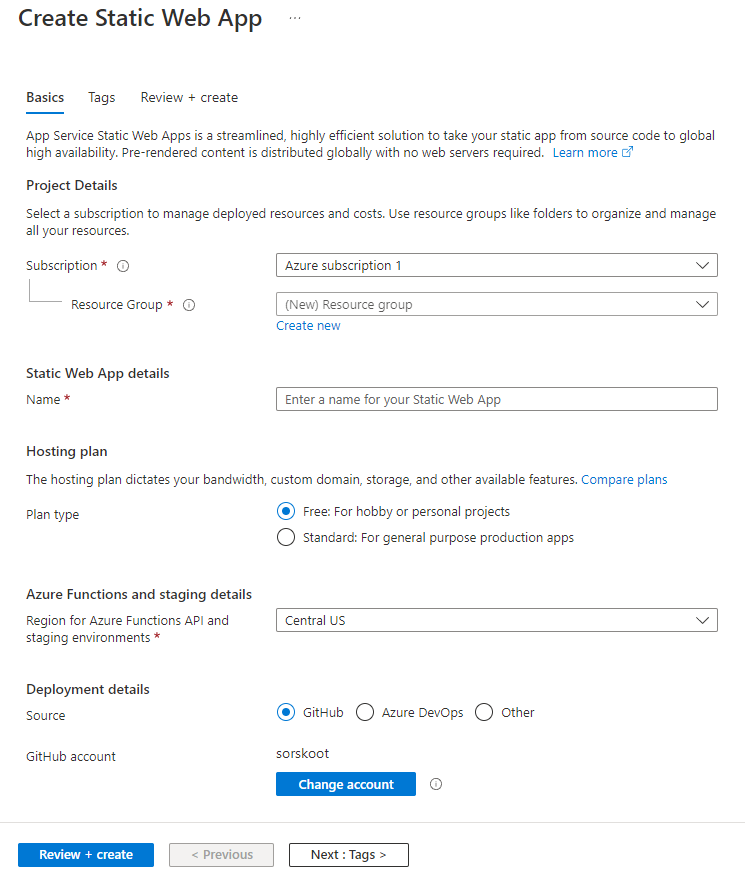 Create Static Web App ...
Basics Tags Review + create
App Service Static Web Apps is a streamlined, highly efficient solution to take your static app from source code to global
high availability. Pre-rendered content is distributed globally with no web servers required. Learn more
Project Details
Select a subscription to manage deployed resources and costs. Use resource groups like folders to organize and manage
all your resources.
Subscription * Azure subscription 1
Resource Group * (New) Resource group
Create new
Static Web App details
Name * Enter a name for your Static Web App
Hosting plan
The hosting plan dictates your bandwidth, custom domain, storage, and other available features. Compare plans
Plan type Free: For hobby or personal projects
Standard: For general purpose production apps
Azure Functions and staging details
Region for Azure Functions API and Central US
staging environments *
Deployment details
Source GitHub Azure DevOps Other
GitHub account sorskoot
Change account
Review + create < Previous Next : Tags >